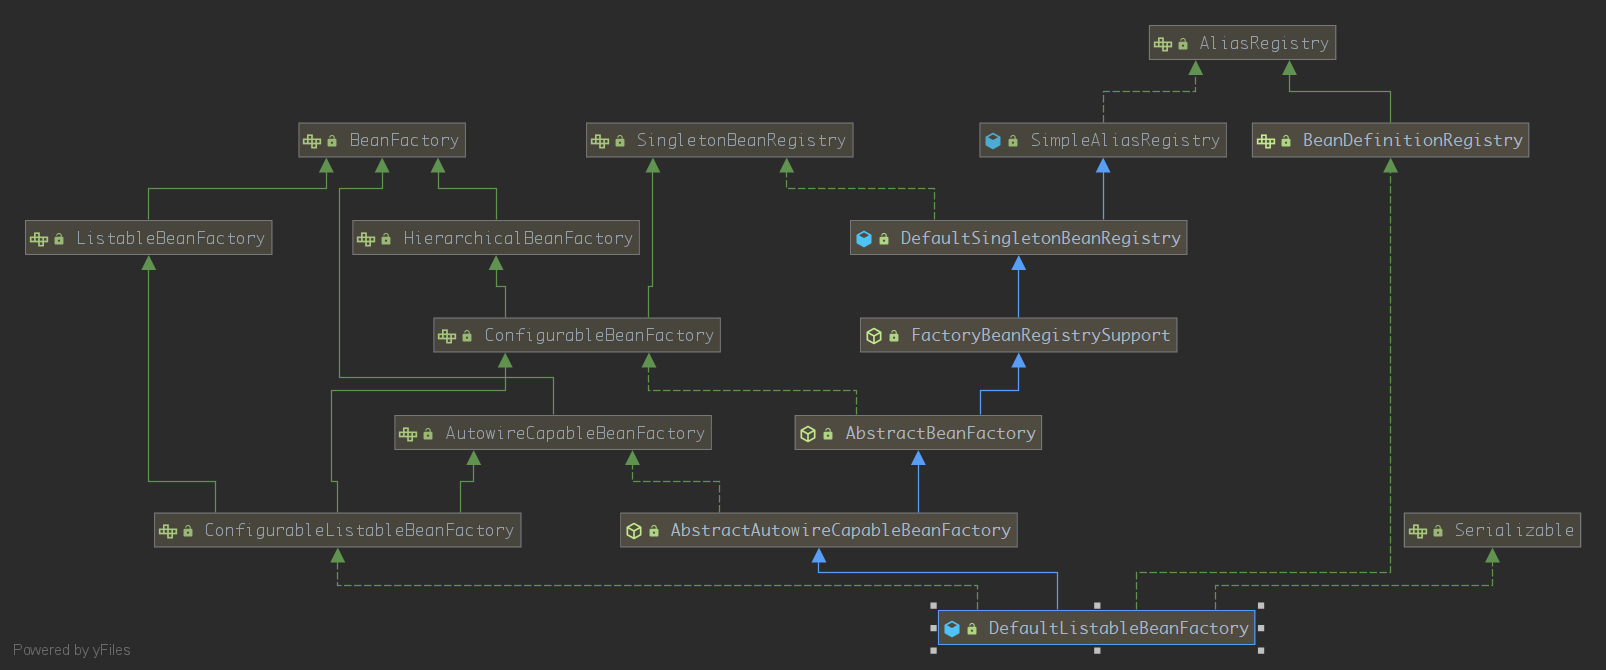 AliasRegistry
BeanFactory
SingletonBeanRegistry
SimpleAliasRegistry
BeanDefinitionRegistry
ListableBeanFactory
HierarchicalBeanFactory
DefaultSingletonBeanRegistry
ConfigurableBeanFactory
FactoryBeanRegistrySupport
AutowireCapableBeanFactory
AbstractBeanFactory
ConfigurableListableBeanFactory
AbstractAutowireCapableBeanFactory
Serializable
DefaultListableBeanFactory
Powered by yFiles